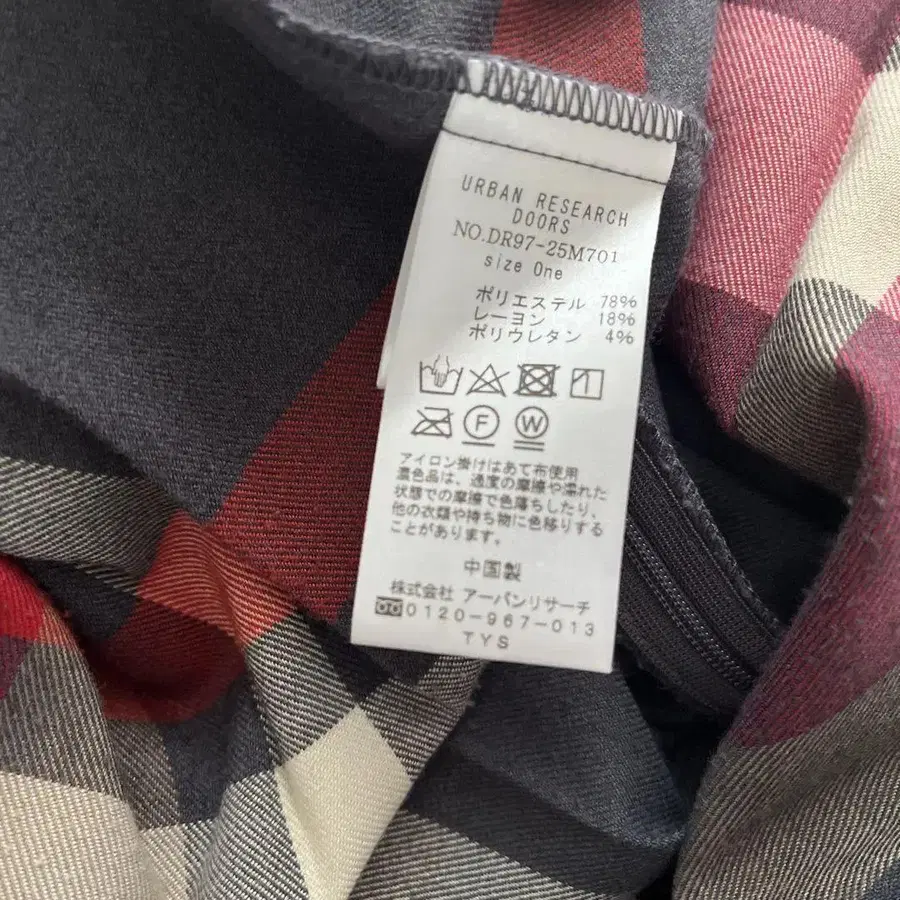 URBAN RESEARCH
DOORS
NO.DR97-25M701
size One
ポリエステル 78%
レーヨン 18%
ポリウレタン 4%
F W
アイロン掛けはあて布使用
濃色品は、過度の摩擦や濡れた
状態での摩擦で色落ちしたり、
他の衣類や持ち物に色移りする
ことがあります。
中国製
株式会社 アーバンリサーチ
0120-967-013
TYS